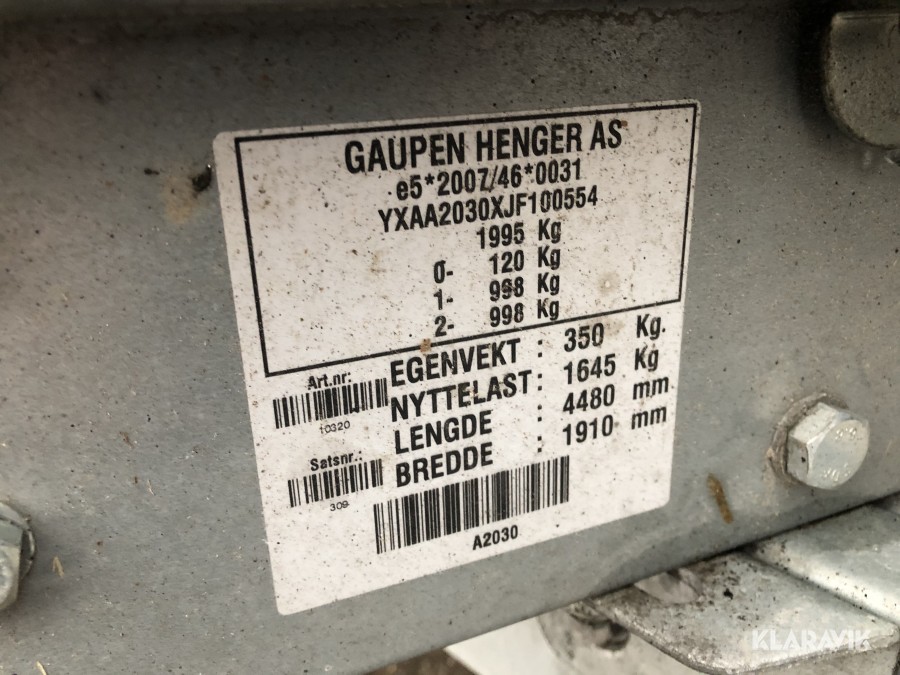 GAUPEN HENGER AS
e5*2007/46*0031
YXAA2030XJF100554
1995 Kg
0- 120 Kg
1- 998 Kg
2- 998 Kg
EGENVEKT : 350 Kg.
NYTTELAST : 1645 Kg
LENGDE : 4480 mm
BREDDE : 1910 mm
Art.nr:
10320
Satsnr.:
309
A2030
KLARAVIK